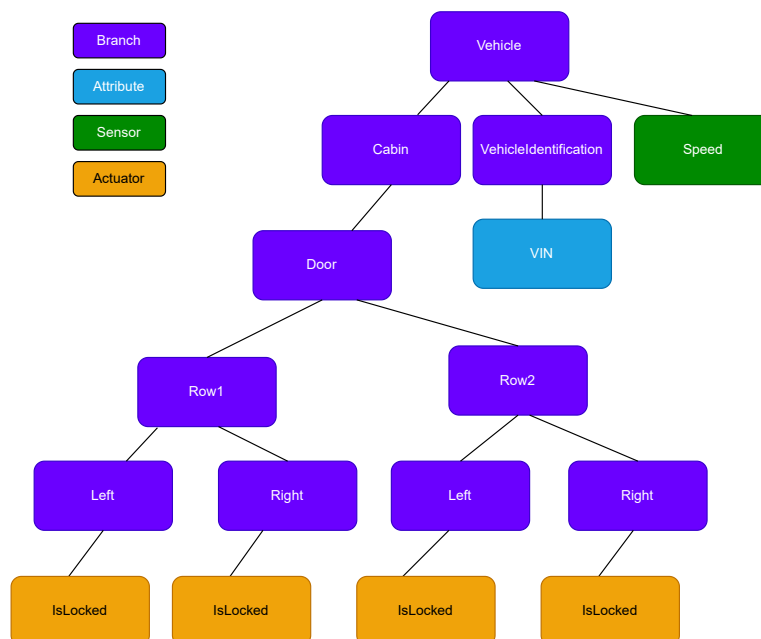 Branch
Attribute
Sensor
Actuator
Vehicle
Cabin
VehicleIdentification
Speed
Door
VIN
Row1
Row2
Left
Right
Left
Right
IsLocked
IsLocked
IsLocked
IsLocked